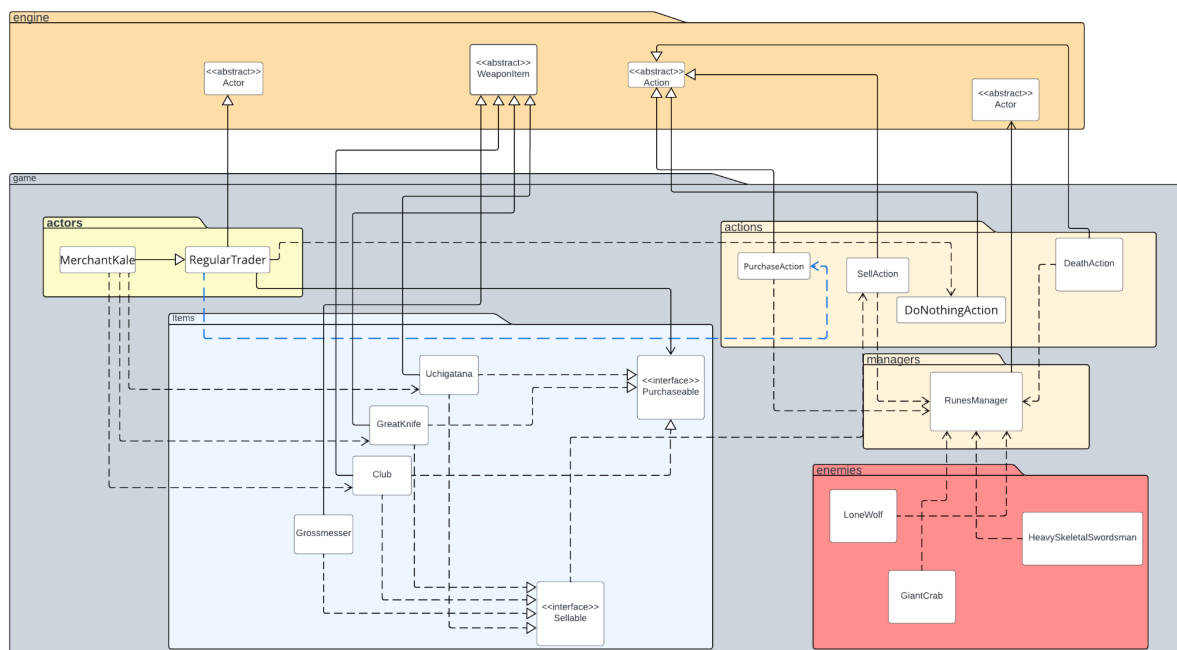 engine
<<abstract>>
Actor
<<abstract>>
WeaponItem
<<abstract>>
Action
<<abstract>>
Actor
game
actors
MerchantKale
RegularTrader
actions
PurchaseAction
SellAction
DoNothingAction
DeathAction
Items
Uchigatana
GreatKnife
Club
Grossmesser
<<interface>>
Purchaseable
<<interface>>
Sellable
managers
RunesManager
enemies
LoneWolf
HeavySkeletalSwordsman
GiantCrab